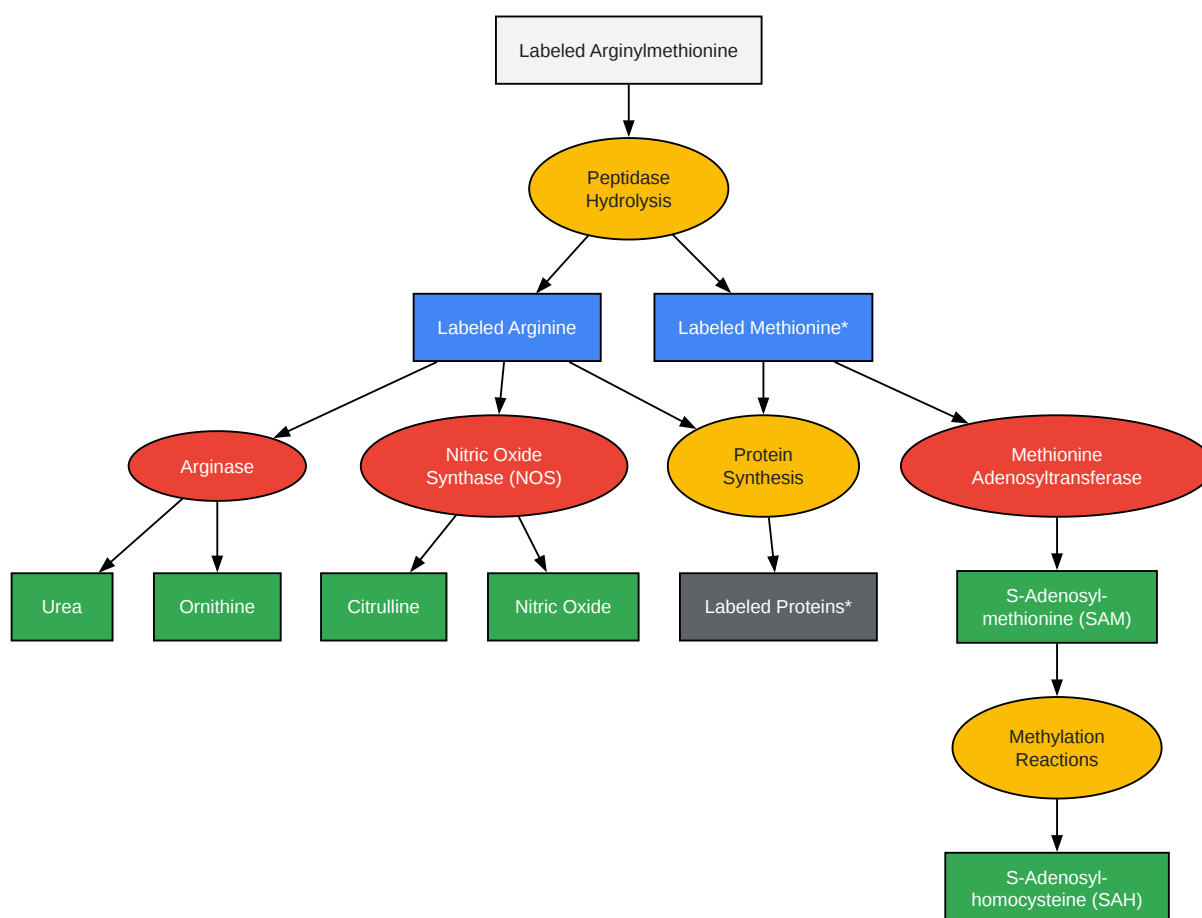 Labeled Arginylmethionine
Peptidase
Hydrolysis
Labeled Arginine
Labeled Methionine*
Arginase
Nitric Oxide
Synthase (NOS)
Protein
Synthesis
Methionine
Adenosyltransferase
Urea
Ornithine
Citrulline
Nitric Oxide
Labeled Proteins*
S-Adenosyl-
methionine (SAM)
Methylation
Reactions
S-Adenosyl-
homocysteine (SAH)